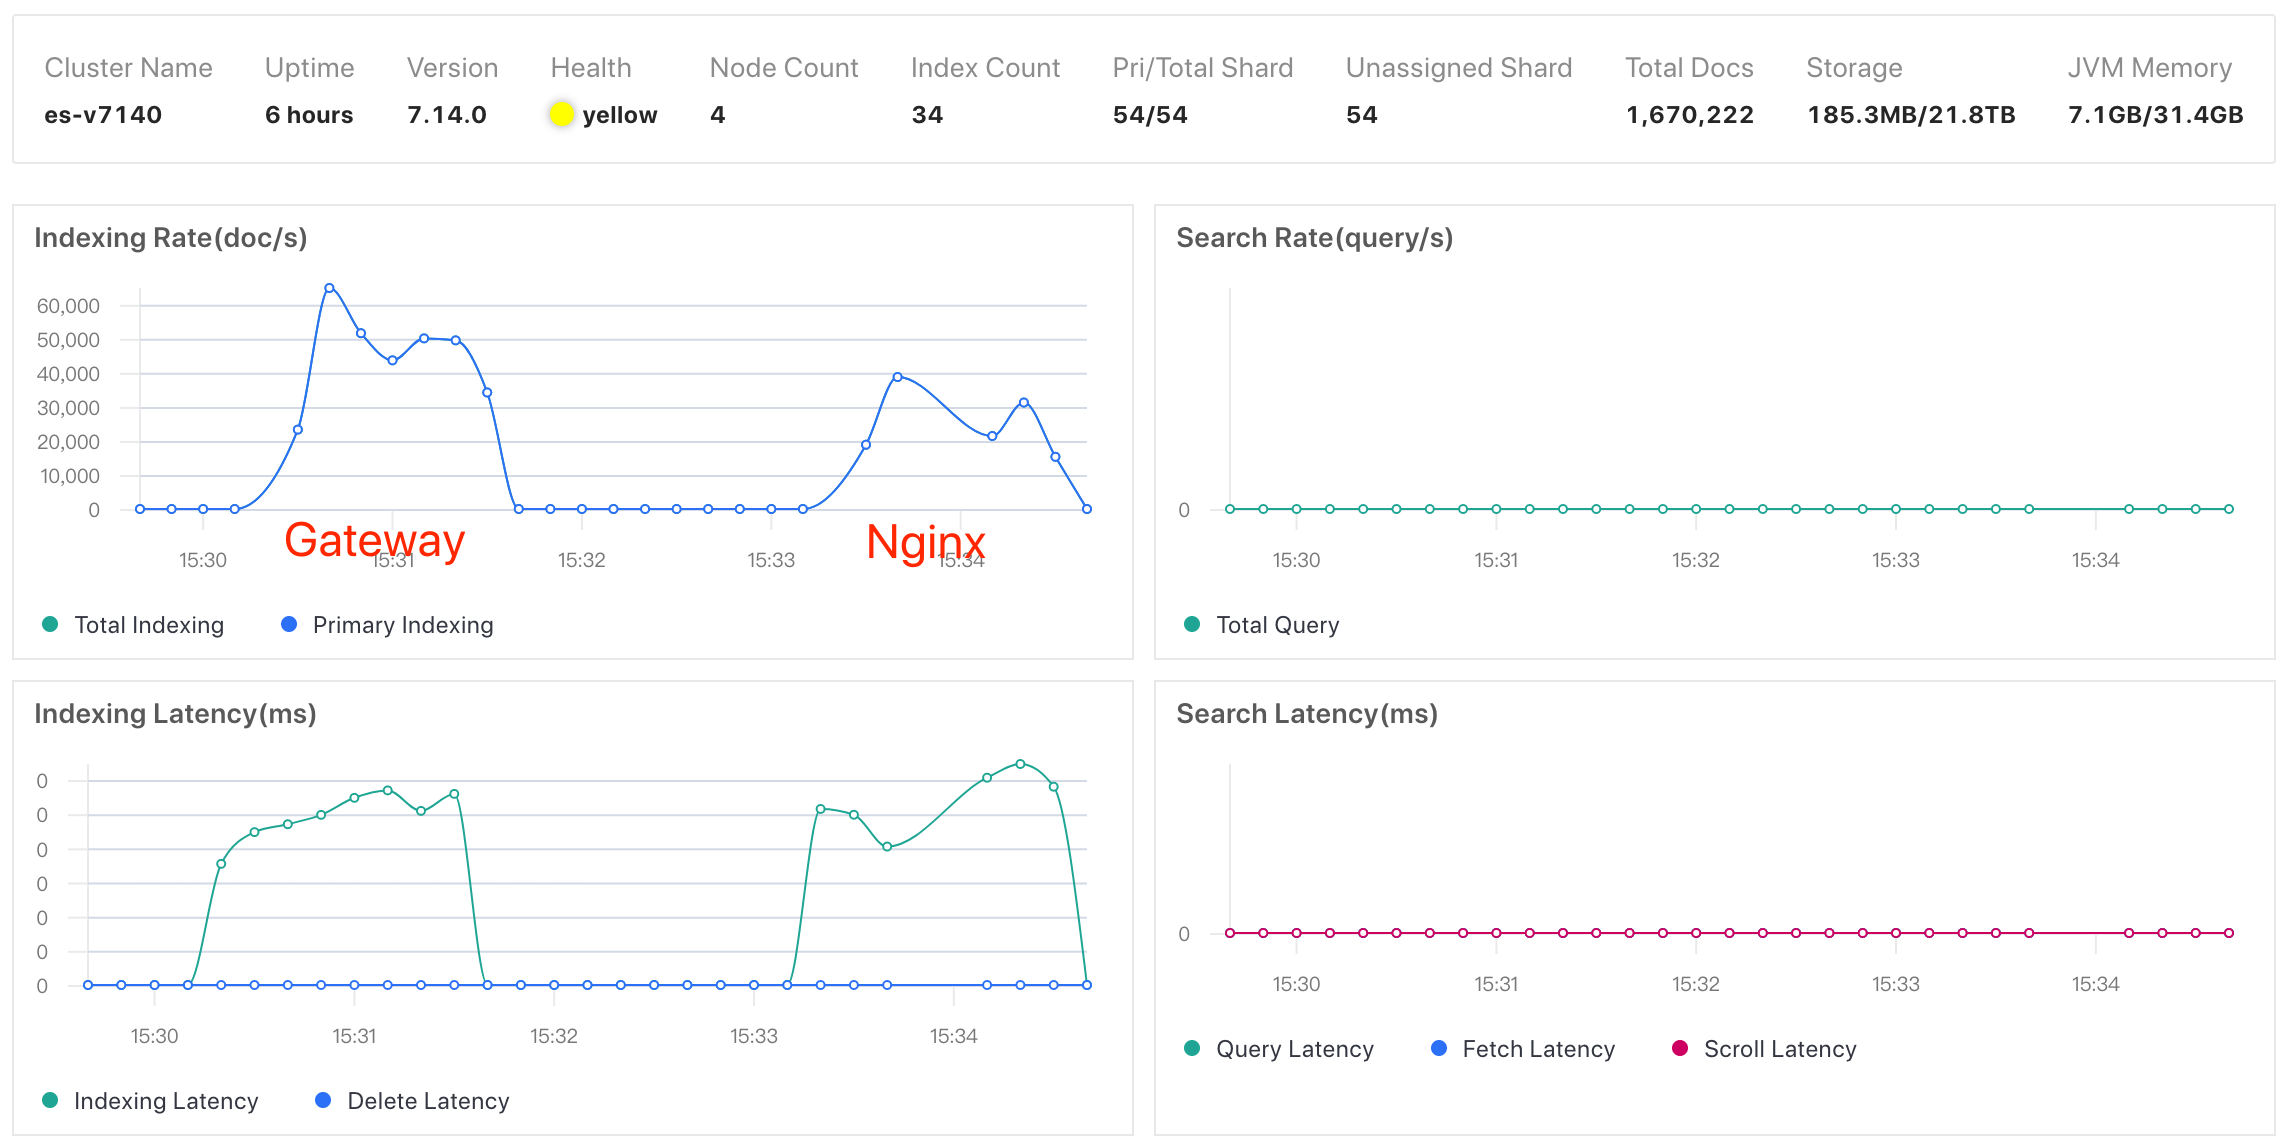 Cluster Name Uptime Version Health Node Count Index Count Pri/Total Shard Unassigned Shard Total Docs Storage JVM Memory
es-v7140 6 hours 7.14.0 yellow 4 34 54/54 54 1,670,222 185.3MB/21.8TB 7.1GB/31.4GB
Indexing Rate(doc/s)
60,000
50,000
40,000
30,000
20,000
10,000
0
Gateway Nginx
15:30 15:31 15:32 15:33 15:34
Total Indexing Primary Indexing
Search Rate(query/s)
0
15:30 15:31 15:32 15:33 15:34
Total Query
Indexing Latency(ms)
0
0
0
0
0
0
0
15:30 15:31 15:32 15:33 15:34
Indexing Latency Delete Latency
Search Latency(ms)
0
15:30 15:31 15:32 15:33 15:34
Query Latency Fetch Latency Scroll Latency